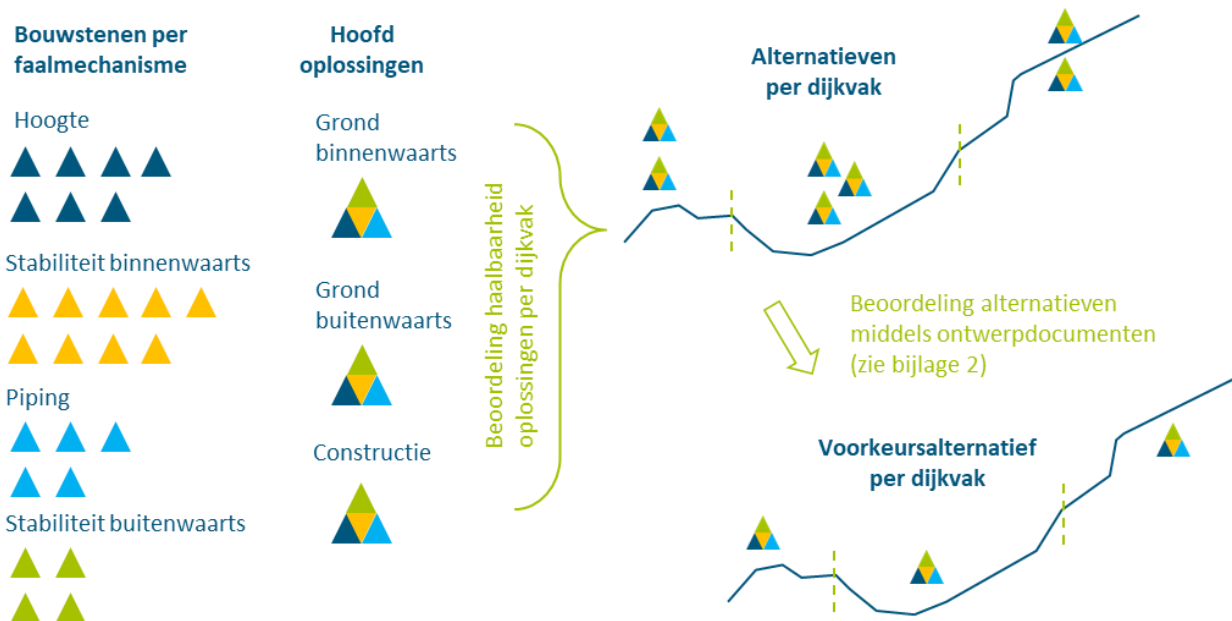 Bouwstenen per
faalmechanisme
Hoogte
Stabiliteit binnenwaarts
Piping
Stabiliteit buitenwaarts
Hoofd
oplossingen
Grond
binnenwaarts
Grond
buitenwaarts
Constructie
Beoordeling haalbaarheid
oplossingen per dijkvak
Alternatieven
per dijkvak
Beoordeling alternatieven
middels ontwerpdocumenten
(zie bijlage 2)
Voorkeursalternatief
per dijkvak